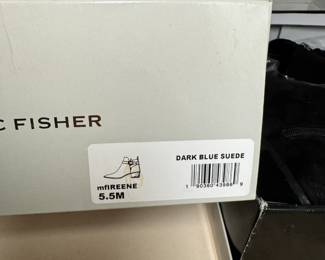 C FISHER
DARK BLUE SUEDE
mfIREENE
5.5M